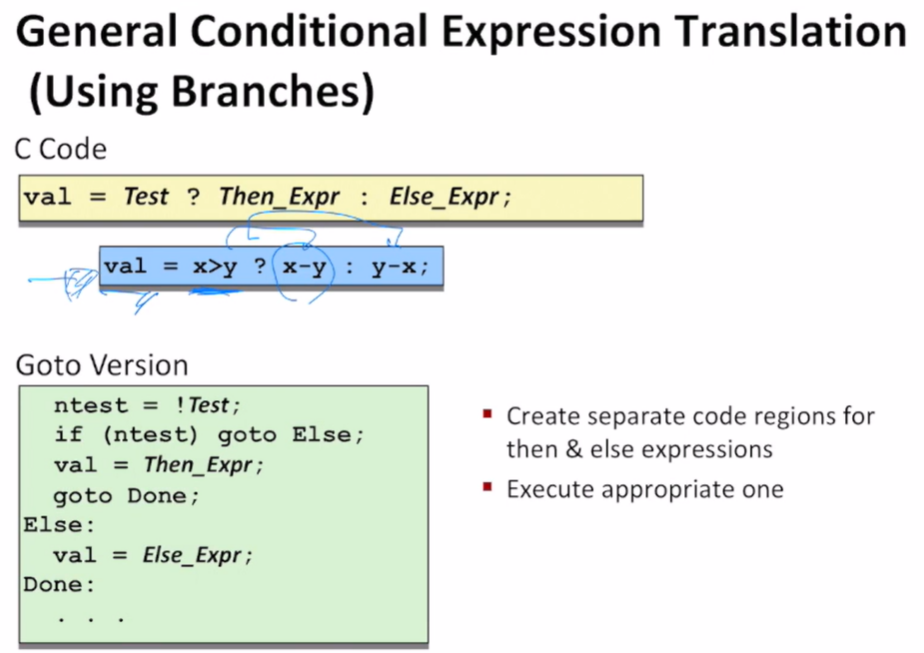 General Conditional Expression Translation
(Using Branches)
C Code
val = Test ? Then_Expr : Else_Expr;
val = x>y ? x-y : y-x;
Goto Version
ntest = !Test;
if (ntest) goto Else;
val = Then_Expr;
goto Done;
Else:
val = Else_Expr;
Done:
. . .
Create separate code regions for
then & else expressions
Execute appropriate one